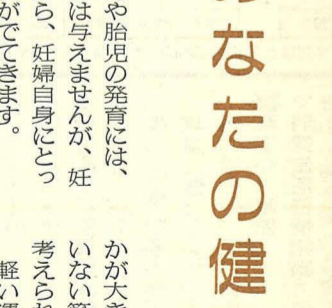 なたの健
や胎児の発育には、
は与えませんが、妊
ら、妊婦自身にとっ
がでてきます。
かが大き
いない
考えられ
軽い運